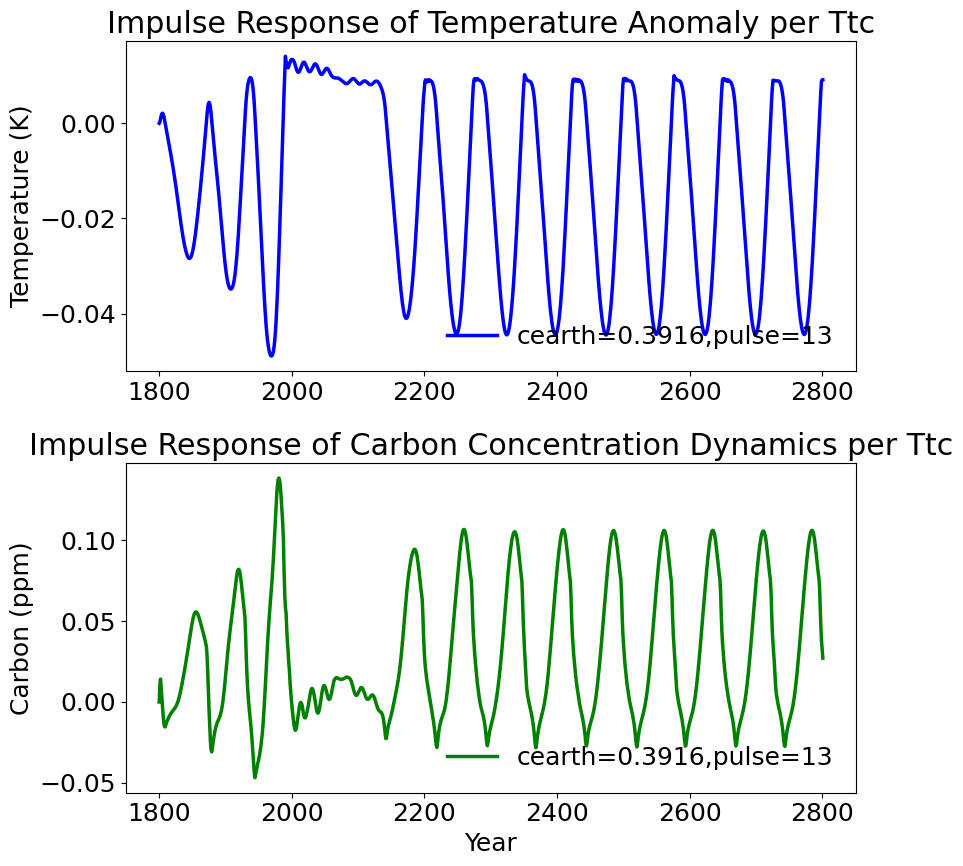 Impulse Response of Temperature Anomaly per Ttc
Temperature (K)
0.00
−0.02
−0.04
cearth=0.3916,pulse=13
1800 2000 2200 2400 2600 2800
Impulse Response of Carbon Concentration Dynamics per Ttc
Carbon (ppm)
0.10
0.05
0.00
−0.05
cearth=0.3916,pulse=13
1800 2000 2200 2400 2600 2800
Year